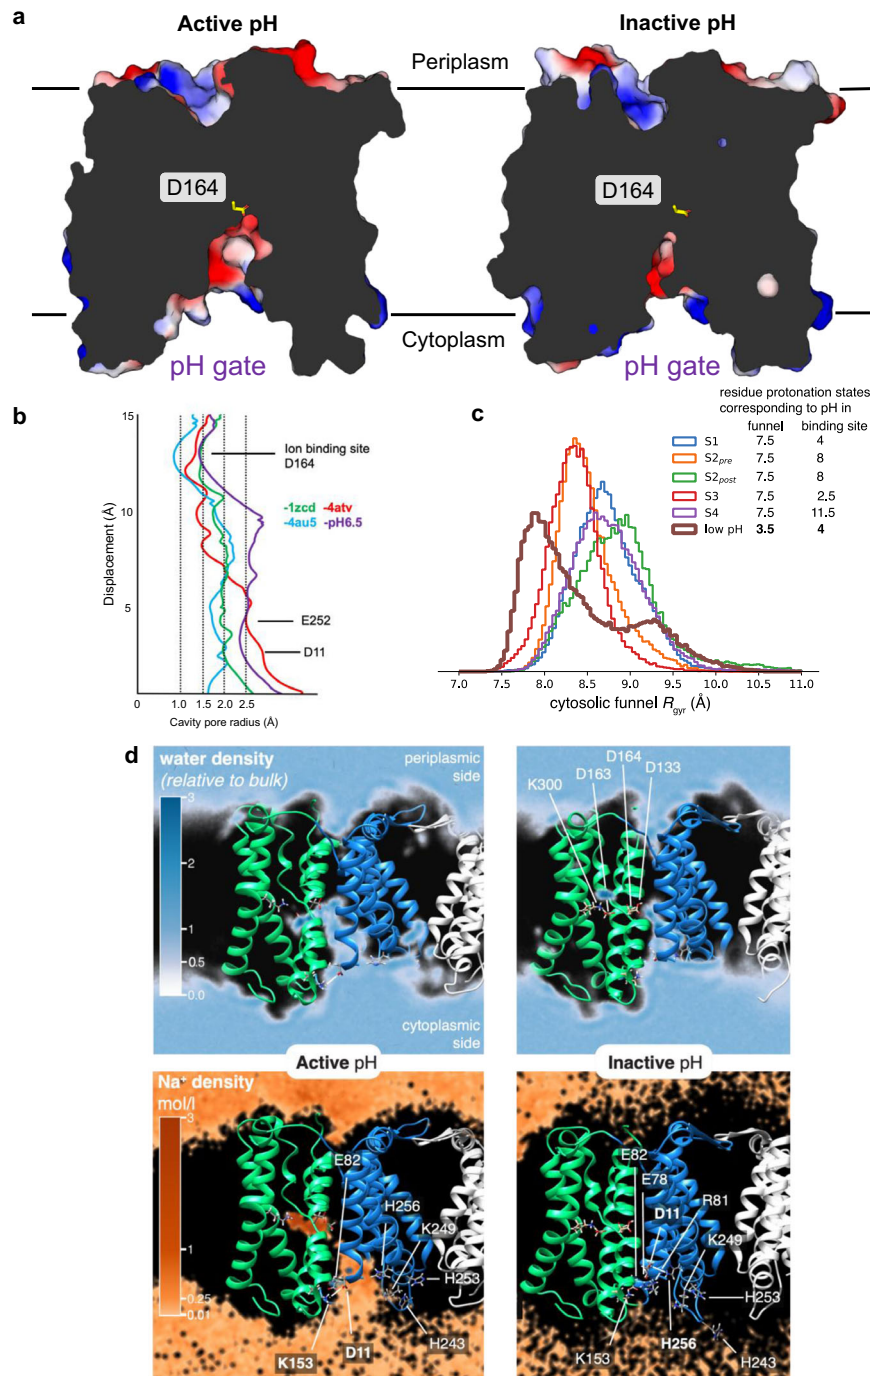 a
Active pH
Inactive pH
Periplasm
D164
D164
Cytoplasm
pH gate
pH gate
b
15
10
5
Displacement (Å)
Ion binding site
D164
-1zcd -4atv
-4au5 -pH6.5
E252
D11
0
1.0
1.5
2.0
2.5
Cavity pore radius (Å)
c
residue protonation states
corresponding to pH in
funnel binding site
S1 7.5 4
S2pre 7.5 8
S2post 7.5 8
S3 7.5 2.5
S4 7.5 11.5
low pH 3.5 4
7.0 7.5 8.0 8.5 9.0 9.5 10.0 10.5 11.0
cytosolic funnel Rgyr (Å)
d
water density
(relative to bulk)
3
2
1
0.5
0.0
periplasmic
side
cytoplasmic
side
D164
D163
D133
K300
Active pH
Inactive pH
Na+ density
mol/l
3
1
0.25
0.01
E82
H256
K249
H253
H243
D11
K153
E82
E78
R81
D11
K249
H253
K153
H256
H243